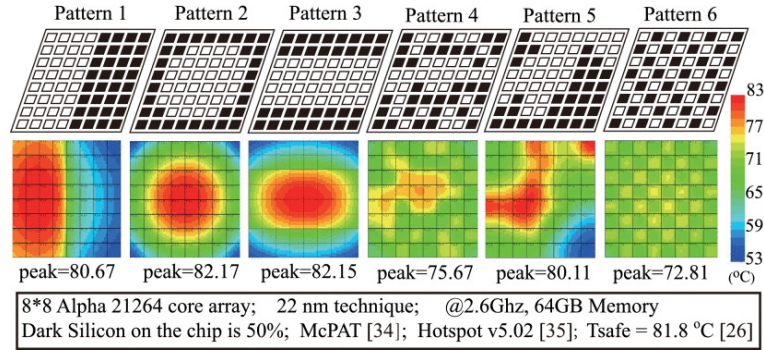 Pattern 1 Pattern 2 Pattern 3 Pattern 4 Pattern 5 Pattern 6
83
77
71
65
59
53
(ºC)
peak=80.67 peak=82.17 peak=82.15 peak=75.67 peak=80.11 peak=72.81
8*8 Alpha 21264 core array; 22 nm technique; @2.6Ghz, 64GB Memory
Dark Silicon on the chip is 50%; McPAT [34]; Hotspot v5.02 [35]; Tsafe = 81.8 ºC [26]